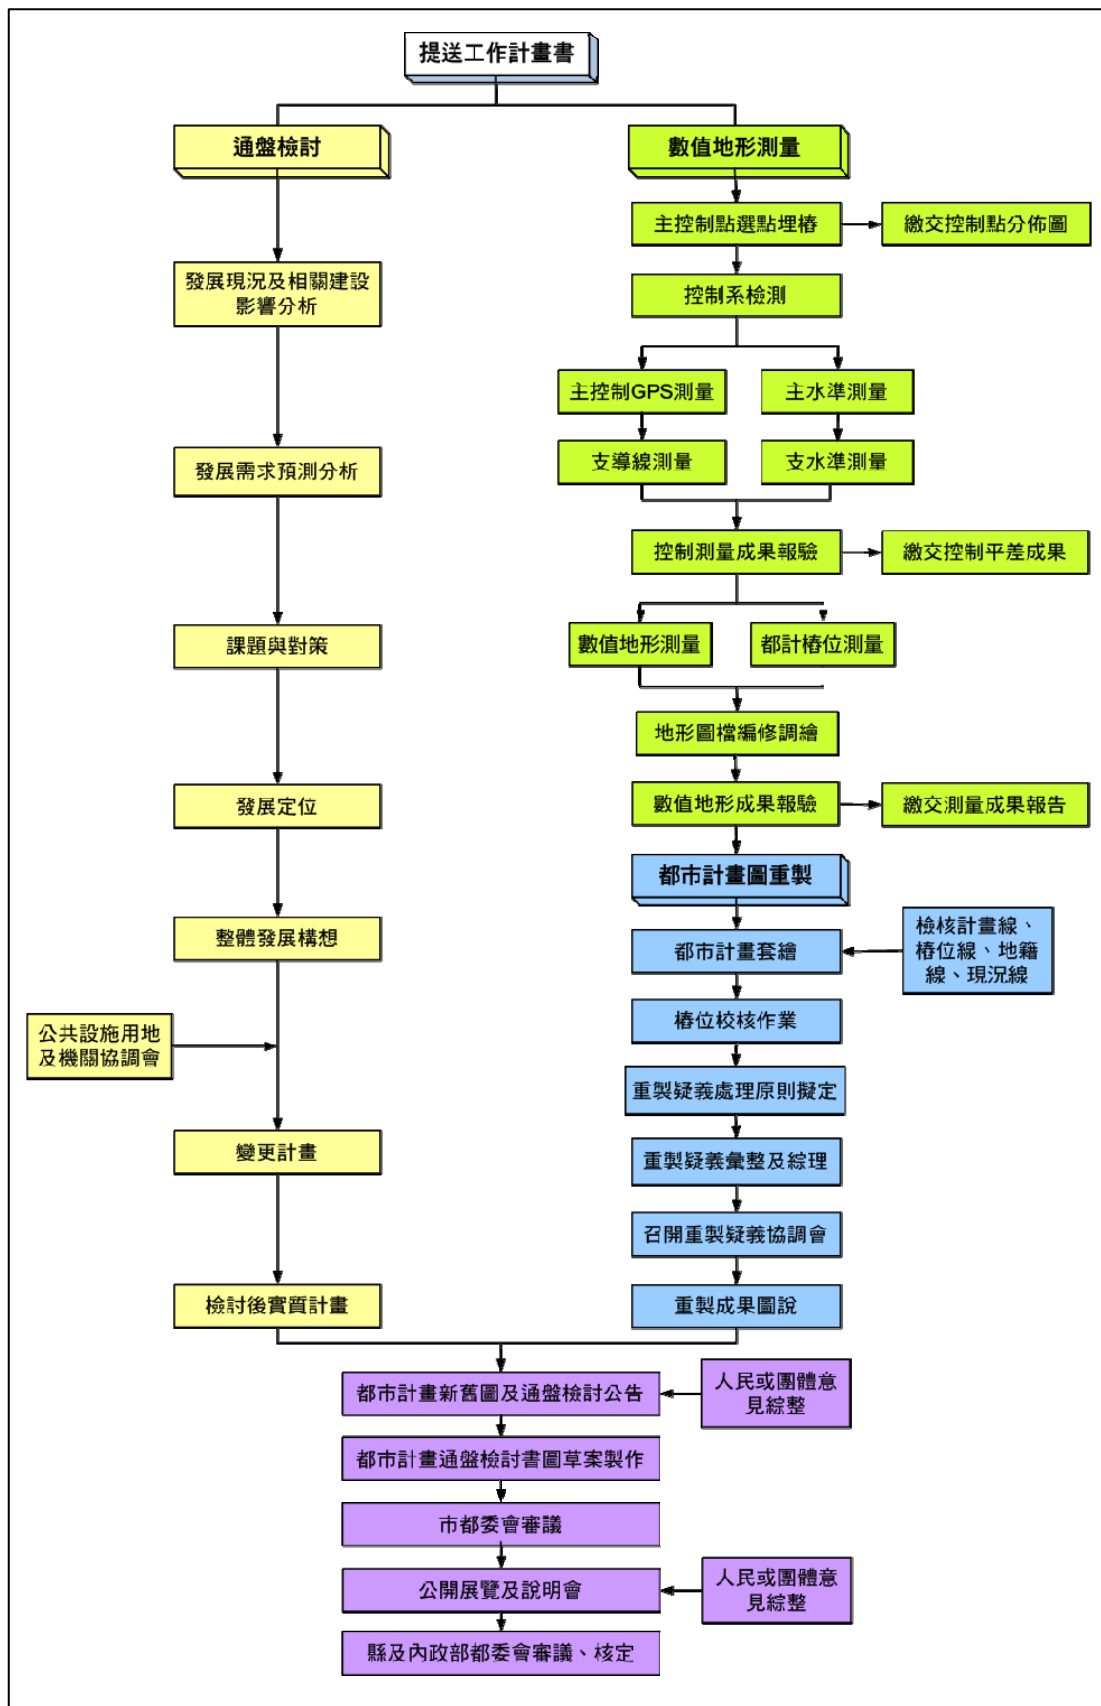 提送工作計畫書
通盤檢討
數值地形測量
主控制點選點埋樁
繳交控制點分佈圖
發展現況及相關建設
影響分析
控制系檢測
主控制GPS測量
主水準測量
發展需求預測分析
支導線測量
支水準測量
控制測量成果報驗
繳交控制平差成果
課題與對策
數值地形測量
都計樁位測量
地形圖檔編修調繪
發展定位
數值地形成果報驗
繳交測量成果報告
都市計畫圖重製
整體發展構想
都市計畫套繪
檢核計畫線、
樁位線、地籍
線、現況線
樁位校核作業
公共設施用地
及機關協調會
重製疑義處理原則擬定
變更計畫
重製疑義彙整及綜理
召開重製疑義協調會
檢討後實質計畫
重製成果圖說
都市計畫新舊圖及通盤檢討公告
人民或團體意
見綜整
都市計畫通盤檢討書圖草案製作
市都委會審議
公開展覽及說明會
人民或團體意
見綜整
縣及內政部都委會審議、核定